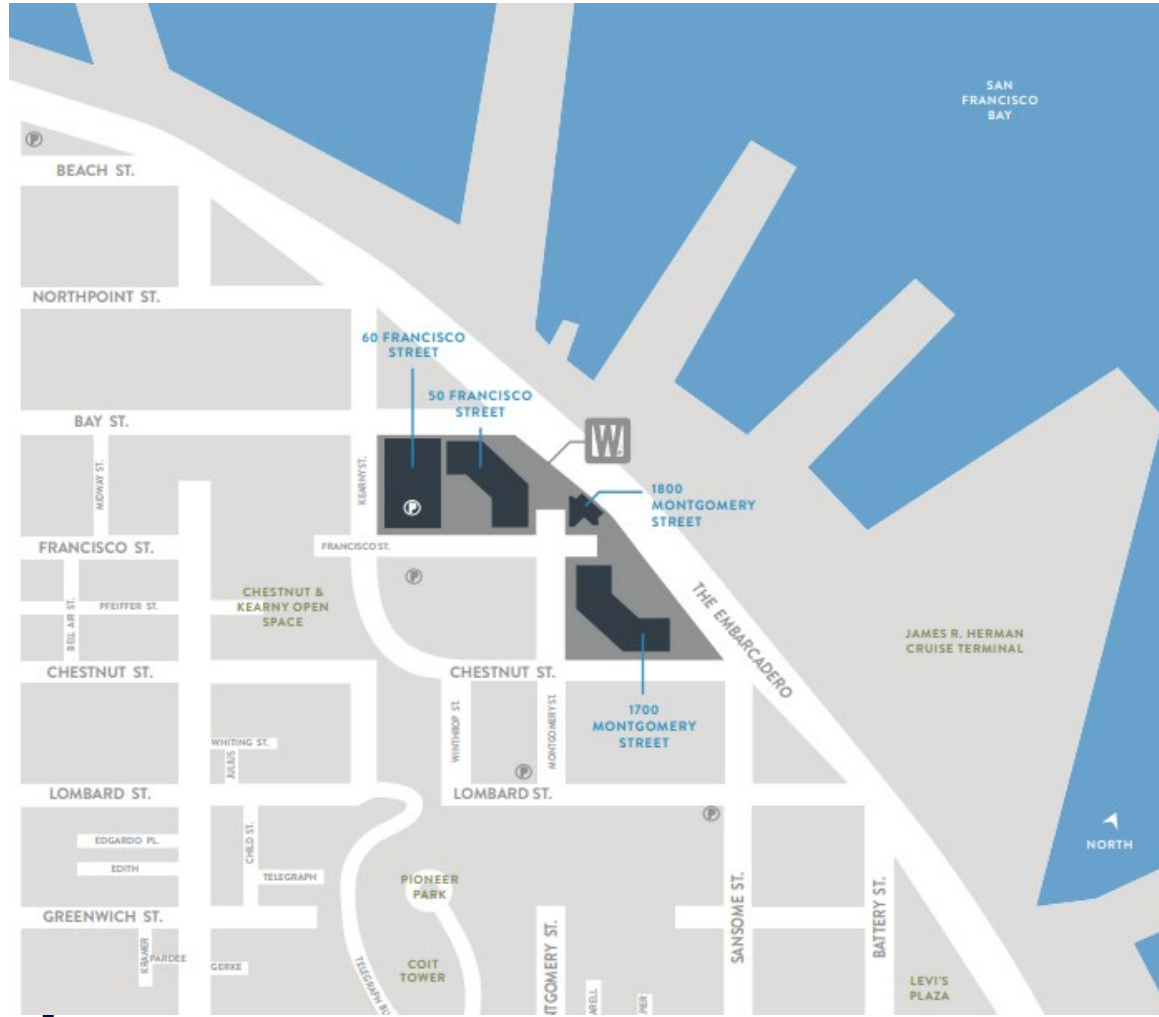 SAN
FRANCISCO
BAY
BEACH ST.
NORTHPOINT ST.
60 FRANCISCO
STREET
50 FRANCISCO
STREET
BAY ST.
W
MIDWAY ST.
KEARNY ST.
P
1800
MONTGOMERY
STREET
FRANCISCO ST.
FRANCISCO ST.
P
P
BELL AIR ST.
PFEIFFER ST.
CHESTNUT &
KEARNY OPEN
SPACE
THE EMBARCADERO
JAMES R. HERMAN
CRUISE TERMINAL
CHESTNUT ST.
CHESTNUT ST.
WINTHROP ST.
MONTGOMERY ST.
1700
MONTGOMERY
STREET
WHITING ST.
JULIUS
P
LOMBARD ST.
LOMBARD ST.
P
NORTH
EDGARDO PL.
EDITH
CHILD ST.
TELEGRAPH
PIONEER
PARK
GREENWICH ST.
SANSOME ST.
BATTERY ST.
KRAMER
PARDEE
GERKE
COIT
TOWER
LEVI'S
PLAZA